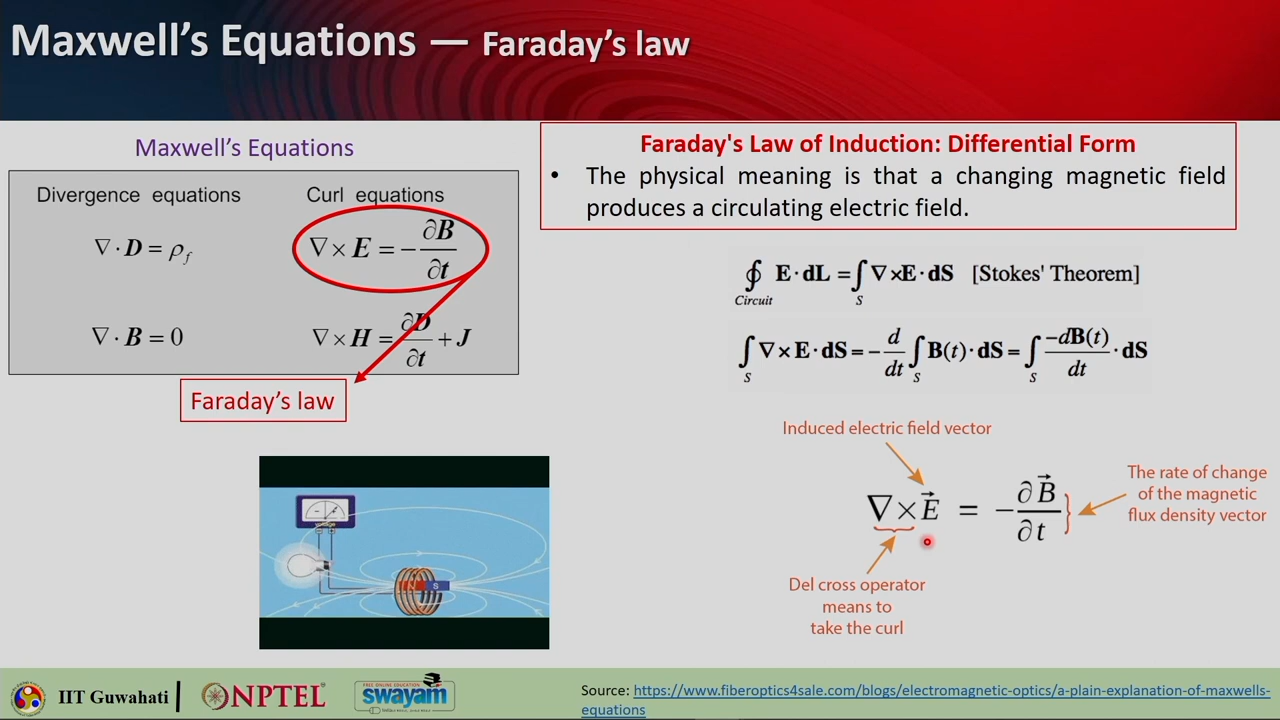 Maxwell's Equations — Faraday's law
Maxwell's Equations
Divergence equations
Curl equations
∇ · D = ρf
∇ × E = − ∂B/∂t
∇ · B = 0
∇ × H = ∂D/∂t + J
Faraday's law
Faraday's Law of Induction: Differential Form
• The physical meaning is that a changing magnetic field
produces a circulating electric field.
∮Circuit E · dL = ∫S ∇×E · dS [Stokes' Theorem]
∫S ∇ × E · dS = − d/dt ∫S B(t) · dS = ∫S −dB(t)/dt · dS
Induced electric field vector
∇ × E⃗ = − ∂B⃗/∂t
The rate of change
of the magnetic
flux density vector
Del cross operator
means to
take the curl
N S
IIT Guwahati
NPTEL
FREE ONLINE EDUCATION
swayam
Source: https://www.fiberoptics4sale.com/blogs/electromagnetic-optics/a-plain-explanation-of-maxwells-
equations